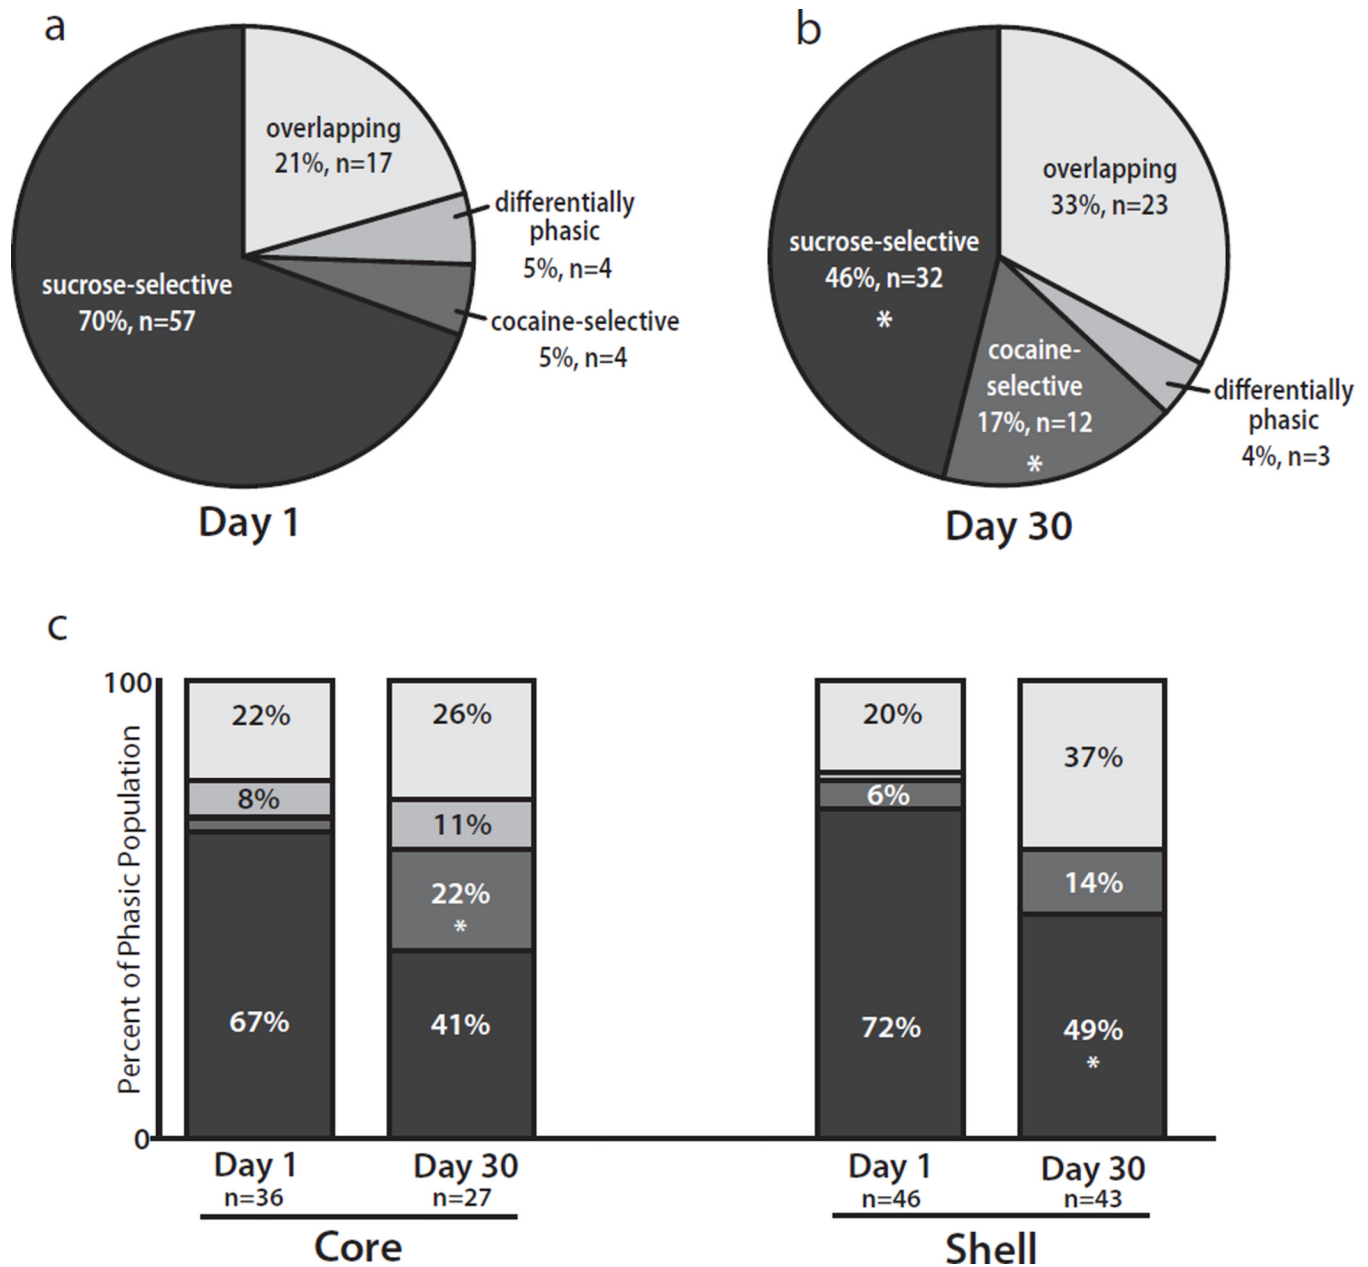 a
overlapping
21%, n=17
differentially
phasic
5%, n=4
cocaine-selective
5%, n=4
sucrose-selective
70%, n=57
Day 1
b
overlapping
33%, n=23
sucrose-selective
46%, n=32
*
cocaine-
selective
17%, n=12
*
differentially
phasic
4%, n=3
Day 30
c
Percent of Phasic Population
100
0
22%
8%
67%
26%
11%
22%
*
41%
20%
6%
72%
37%
14%
49%
*
Day 1
n=36
Day 30
n=27
Core
Day 1
n=46
Day 30
n=43
Shell